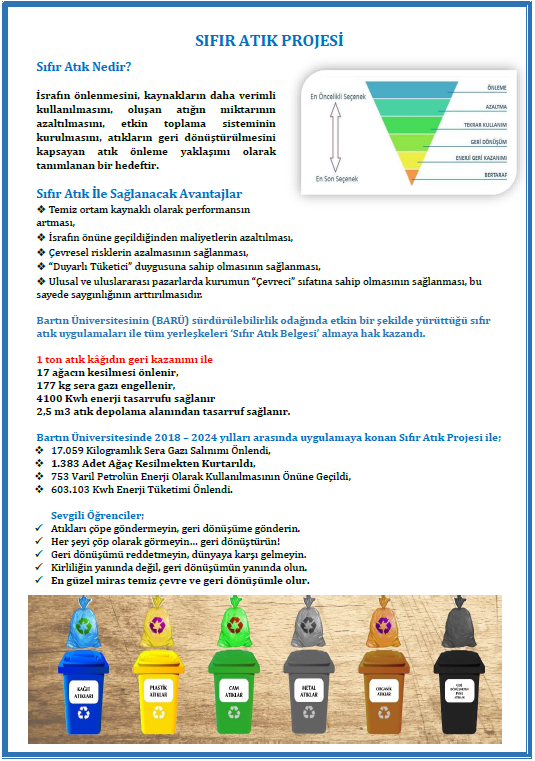 SIFIR ATIK PROJESİ
Sıfır Atık Nedir?
İsrafın önlenmesini, kaynakların daha verimli
kullanılmasını, oluşan atığın miktarının
azaltılmasını, etkin toplama sisteminin
kurulmasını, atıkların geri dönüştürülmesini
kapsayan atık önleme yaklaşımı olarak
tanımlanan bir hedeftir.
En Öncelikli Seçenek
En Son Seçenek
ÖNLEME
AZALTMA
TEKRAR KULLANIM
GERİ DÖNÜŞÜM
ENERJİ GERİ KAZANIMI
BERTARAF
Sıfır Atık İle Sağlanacak Avantajlar
❖ Temiz ortam kaynaklı olarak performansın
artması,
❖ İsrafın önüne geçildiğinden maliyetlerin azaltılması,
❖ Çevresel risklerin azalmasının sağlanması,
❖ “Duyarlı Tüketici” duygusuna sahip olmasının sağlanması,
❖ Ulusal ve uluslararası pazarlarda kurumun “Çevreci” sıfatına sahip olmasının sağlanması, bu
sayede saygınlığının arttırılmasıdır.
Bartın Üniversitesinin (BARÜ) sürdürülebilirlik odağında etkin bir şekilde yürüttüğü sıfır
atık uygulamaları ile tüm yerleşkeleri ‘Sıfır Atık Belgesi’ almaya hak kazandı.
1 ton atık kâğıdın geri kazanımı ile
17 ağacın kesilmesi önlenir,
177 kg sera gazı engellenir,
4100 Kwh enerji tasarrufu sağlanır
2,5 m3 atık depolama alanından tasarruf sağlanır.
Bartın Üniversitesinde 2018 – 2024 yılları arasında uygulamaya konan Sıfır Atık Projesi ile;
❖ 17.059 Kilogramlık Sera Gazı Salınımı Önlendi,
❖ 1.383 Adet Ağaç Kesilmekten Kurtarıldı,
❖ 753 Varil Petrolün Enerji Olarak Kullanılmasının Önüne Geçildi,
❖ 603.103 Kwh Enerji Tüketimi Önlendi.
Sevgili Öğrenciler;
✓ Atıkları çöpe göndermeyin, geri dönüşüme gönderin.
✓ Her şeyi çöp olarak görmeyin... geri dönüştürün!
✓ Geri dönüşümü reddetmeyin, dünyaya karşı gelmeyin.
✓ Kirliliğin yanında değil, geri dönüşümün yanında olun.
✓ En güzel miras temiz çevre ve geri dönüşümle olur.
KAĞIT
ATIKLARI
PLASTİK
ATIKLAR
CAM
ATIKLAR
METAL
ATIKLAR
ORGANİK
ATIKLAR